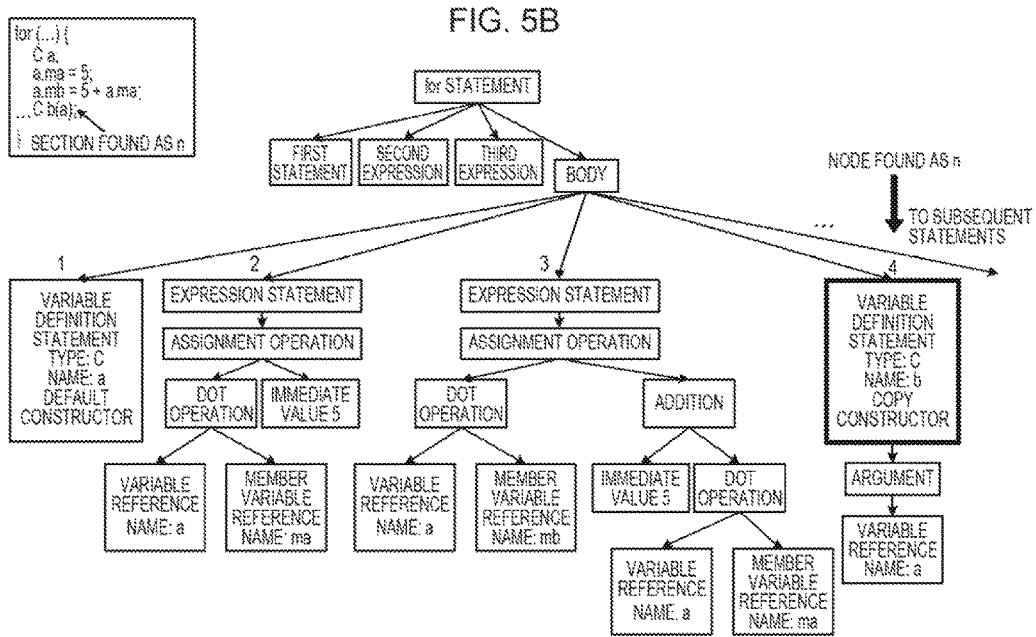 FIG. 5B
for (...) {
C a;
a.ma = 5;
a.mb = 5 + a.ma;
...C b(a);
} SECTION FOUND AS n
for STATEMENT
FIRST
STATEMENT
SECOND
EXPRESSION
THIRD
EXPRESSION
BODY
NODE FOUND AS n
TO SUBSEQUENT
STATEMENTS
...
1
VARIABLE
DEFINITION
STATEMENT
TYPE: C
NAME: a
DEFAULT
CONSTRUCTOR
2
EXPRESSION STATEMENT
ASSIGNMENT OPERATION
DOT
OPERATION
IMMEDIATE
VALUE 5
VARIABLE
REFERENCE
NAME: a
MEMBER
VARIABLE
REFERENCE
NAME: ma
3
EXPRESSION STATEMENT
ASSIGNMENT OPERATION
DOT
OPERATION
ADDITION
VARIABLE
REFERENCE
NAME: a
MEMBER
VARIABLE
REFERENCE
NAME: mb
IMMEDIATE
VALUE 5
DOT
OPERATION
VARIABLE
REFERENCE
NAME: a
MEMBER
VARIABLE
REFERENCE
NAME: ma
4
VARIABLE
DEFINITION
STATEMENT
TYPE: C
NAME: b
COPY
CONSTRUCTOR
ARGUMENT
VARIABLE
REFERENCE
NAME: a